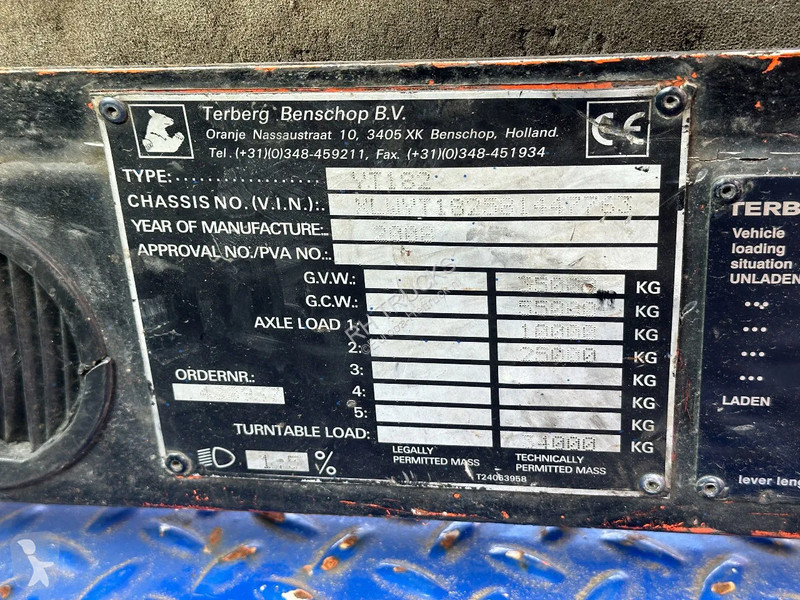 Terberg Benschop B.V.
Oranje Nassaustraat 10, 3405 XK Benschop, Holland.
Tel. (+31)(0)348-459211, Fax. (+31)(0)348-451934
CE
TYPE: YT182
CHASSIS NO. (V.I.N.):.
YEAR OF MANUFACTURE:.. 2008
APPROVAL NO./PVA NO.:
G.V.W.: KG
G.C.W.: KG
AXLE LOAD 1: 10000 KG
2: 25000 KG
3: KG
4: KG
5: KG
ORDERNR.:
TURNTABLE LOAD: KG
LEGALLY PERMITTED MASS
TECHNICALLY PERMITTED MASS
%
T24063958
TERB
Vehicle
loading
situation
UNLADEN
LADEN
lever leng